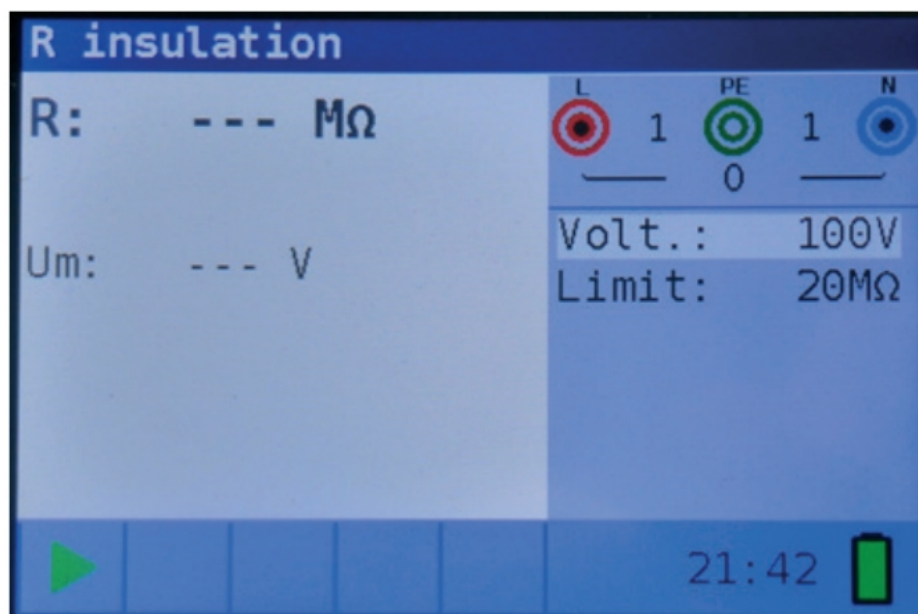 R insulation
R: --- MΩ
Um: --- V
L PE N
1 1
0
Volt.: 100V
Limit: 20MΩ
21:42